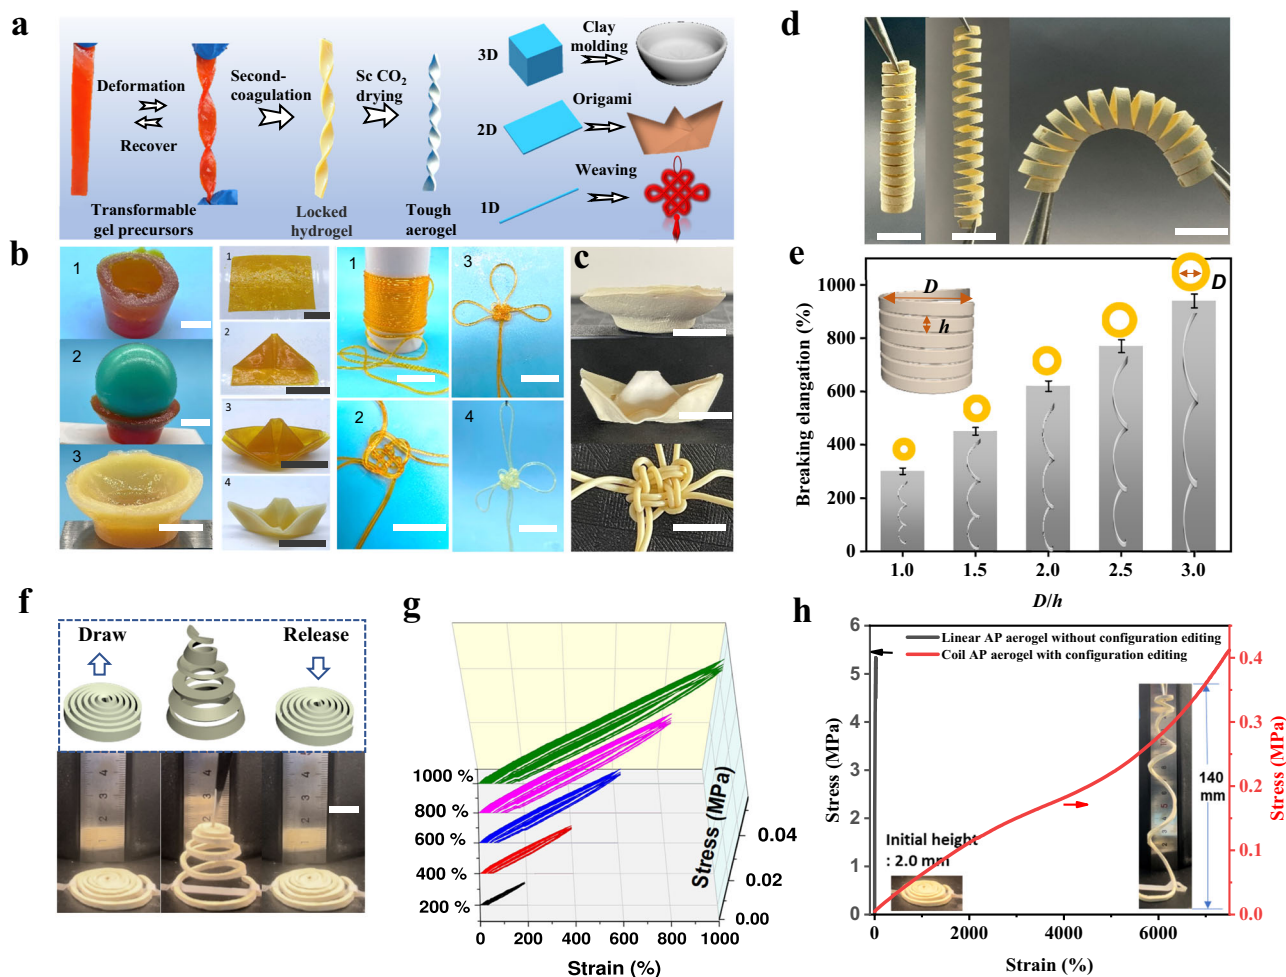 a
Deformation
Recover
Second-
coagulation
Sc CO2
drying
Transformable
gel precursors
Locked
hydrogel
Tough
aerogel
3D
Clay
molding
2D
Origami
1D
Weaving
b
1
2
3
1
2
3
4
1
2
3
4
c
d
e
Breaking elangation (%)
1000
800
600
400
200
0
D
h
D
1.0
1.5
2.0
2.5
3.0
D/h
f
Draw
Release
g
1000 %
800 %
600 %
400 %
200 %
0
200
400
600
800
1000
Strain (%)
Stress (MPa)
0.04
0.02
0.00
h
Linear AP aerogel without configuration editing
Coil AP aerogel with configuration editing
Stress (MPa)
6
5
4
3
2
1
0
0
2000
4000
6000
Strain (%)
0.4
0.3
0.2
0.1
0.0
Stress (MPa)
Initial height
: 2.0 mm
140
mm